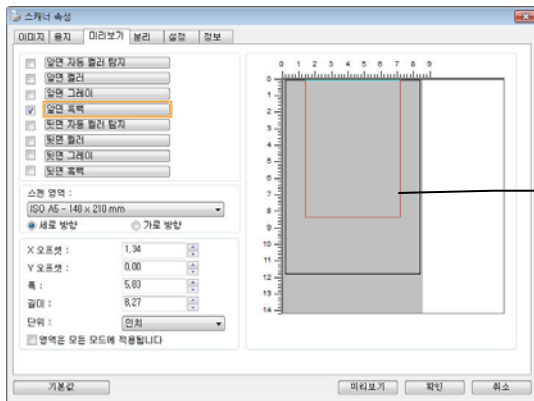 스캐너 속성
이미지 용지 미리보기 분리 설정 정보
앞면 자동 컬러 탐지
앞면 컬러
앞면 그레이
앞면 흑백
뒷면 자동 컬러 탐지
뒷면 컬러
뒷면 그레이
뒷면 흑백
스캔 영역 :
ISO A5 - 148 x 210 mm
세로 방향 가로 방향
X 오프셋 : 1,34
Y 오프셋 : 0,00
폭 : 5,83
길이 : 8,27
단위 : 인치
영역은 모든 모드에 적용됩니다
0 1 2 3 4 5 6 7 8 9
0
1
2
3
4
5
6
7
8
9
10
11
12
13
14
기본값 미리보기 확인 취소